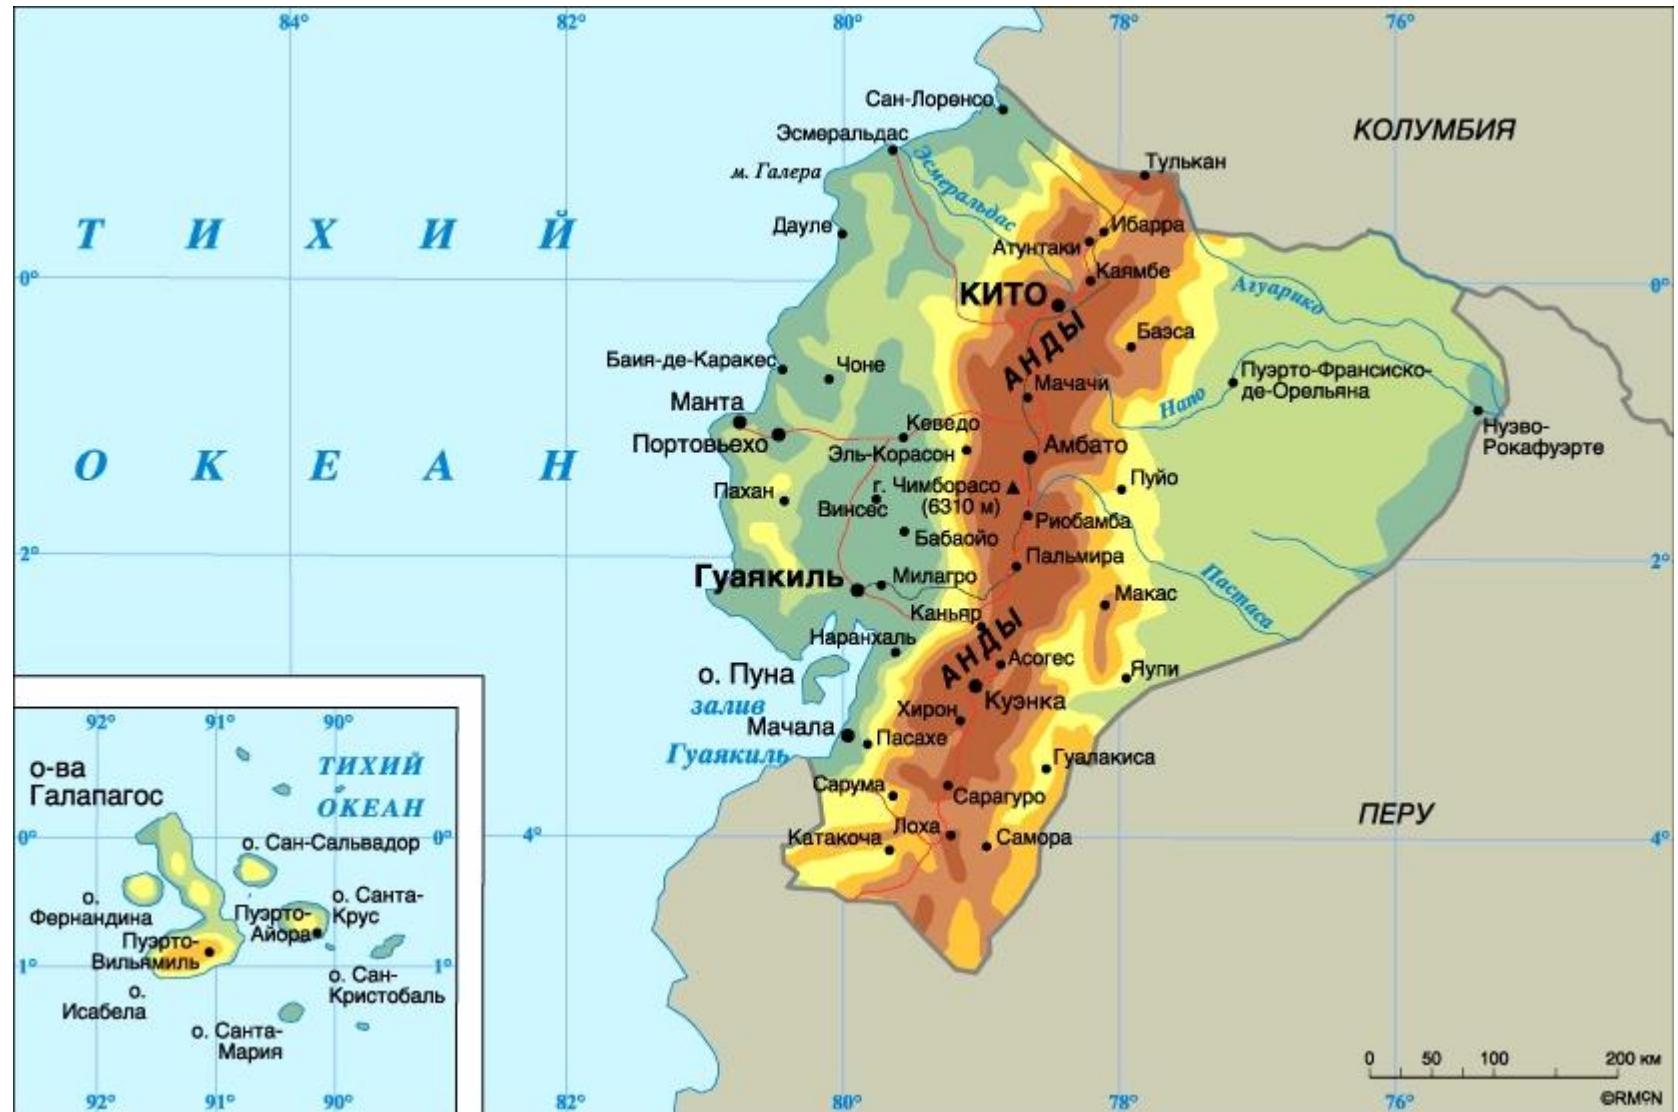 84°
82°
80°
78°
76°
Сан-Лоренсо
КОЛУМБИЯ
Эсмеральдас
Эсмеральдас
Тулькан
м. Галера
Т И Х И Й
Дауле
Ибарра
Атунтаки
Каямбе
0°
0°
КИТО
Агуарико
АНДЫ
Баэса
Баия-де-Каракес
Чоне
Мачачи
Пуэрто-Франсиско-
де-Орельяна
Напо
Манта
Портовьехо
Кеведо
Нуэво-
Рокафуэрте
Эль-Корасон
Амбато
О К Е А Н
Пахан
г. Чимборасо
(6310 м)
Пуйо
Винсес
Риобамба
Бабаойо
2°
Пальмира
2°
Гуаякиль
Милагро
Пастаса
Макас
Каньяр
АНДЫ
Наранхаль
Асогес
о. Пуна
Яупи
залив
Гуаякиль
Куэнка
Хирон
Мачала
Пасахе
Гуалакиса
Сарума
Сарагуро
ПЕРУ
Катакоча
Лоха
Самора
4°
4°
92°
91°
90°
о-ва
Галапагос
ТИХИЙ
ОКЕАН
0°
0°
о. Сан-Сальвадор
о.
Фернандина
о. Санта-
Крус
Пуэрто-
Айора
Пуэрто-
Вильямиль
1°
1°
о. Сан-
Кристобаль
о.
Исабела
о. Санта-
Мария
92°
91°
90°
82°
80°
78°
76°
0 50 100 200 км
©RMCN